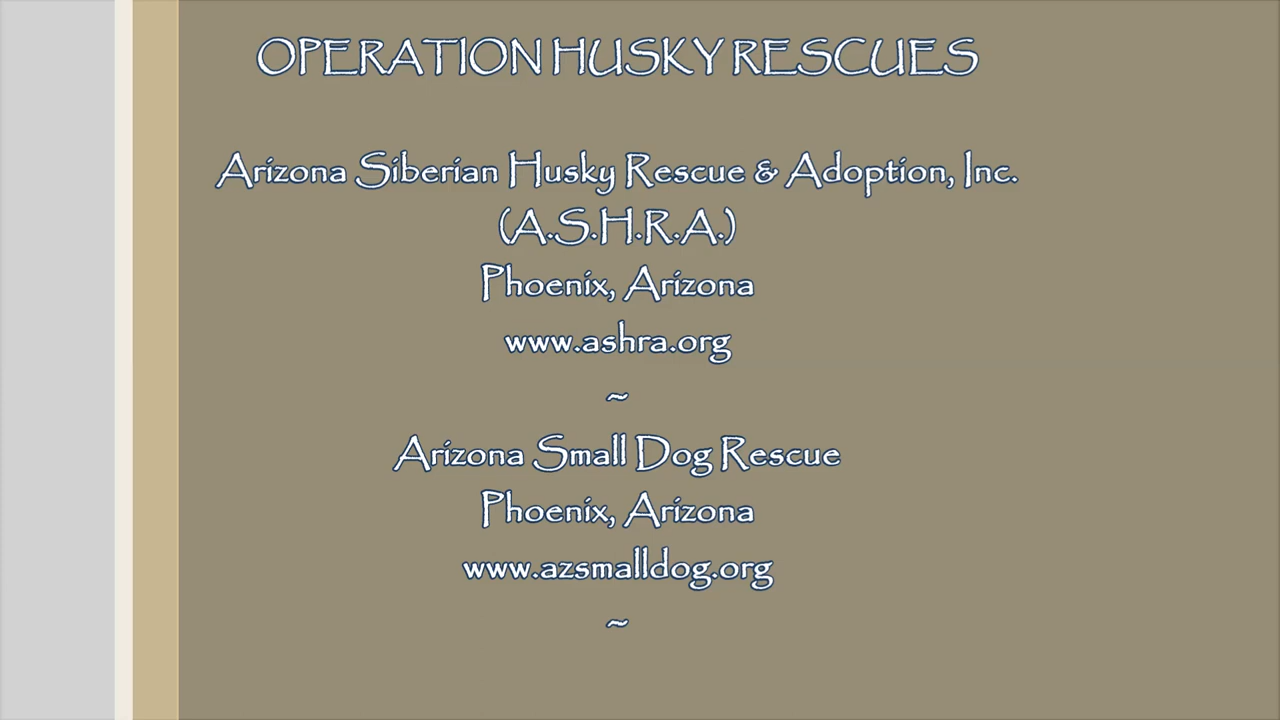 OPERATION HUSKY RESCUES
Arizona Siberian Husky Rescue & Adoption, Inc.
(A.S.H.R.A.)
Phoenix, Arizona
www.ashra.org
~
Arizona Small Dog Rescue
Phoenix, Arizona
www.azsmalldog.org
~